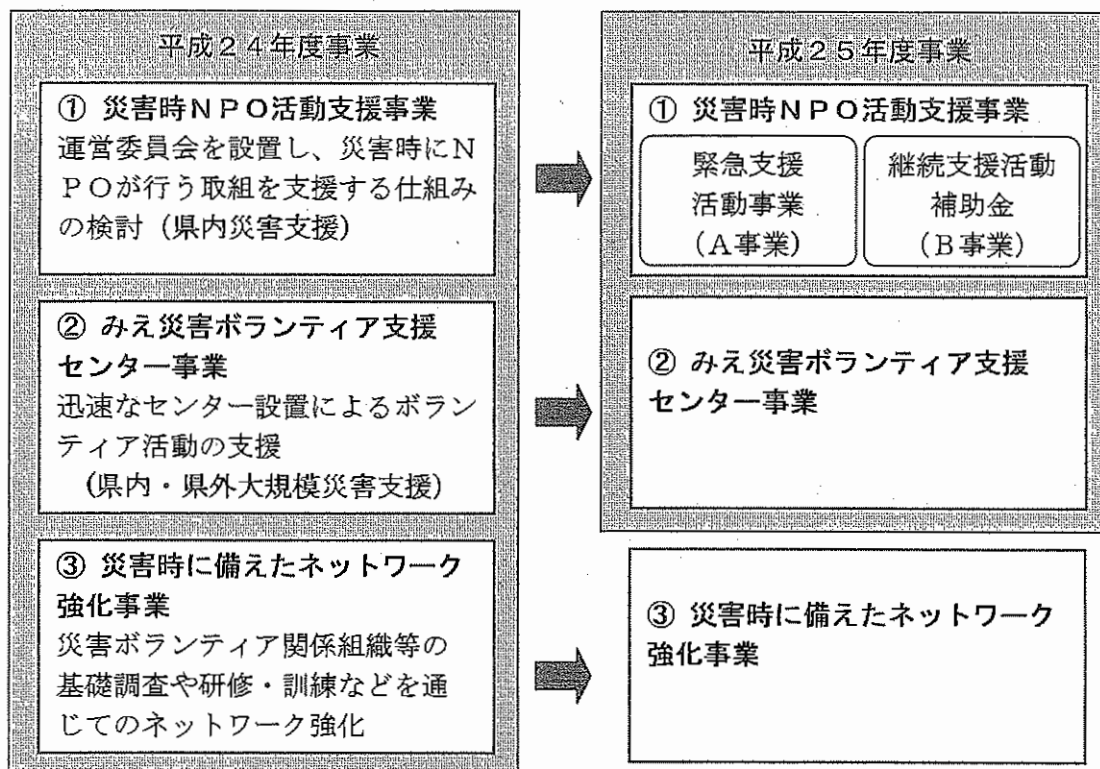 平成２４年度事業
① 災害時ＮＰＯ活動支援事業
運営委員会を設置し、災害時にＮ
ＰＯが行う取組を支援する仕組み
の検討（県内災害支援）
② みえ災害ボランティア支援
センター事業
迅速なセンター設置によるボラン
ティア活動の支援
（県内・県外大規模災害支援）
③ 災害時に備えたネットワーク
強化事業
災害ボランティア関係組織等の
基礎調査や研修・訓練などを通
じてのネットワーク強化
平成２５年度事業
① 災害時ＮＰＯ活動支援事業
緊急支援
活動事業
（Ａ事業）
継続支援活動
補助金
（Ｂ事業）
② みえ災害ボランティア支援
センター事業
③ 災害時に備えたネットワーク
強化事業